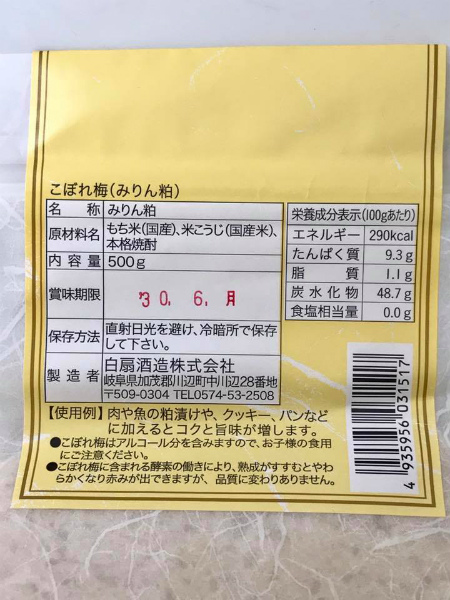 こぼれ梅(みりん粕)
名称 みりん粕
原材料名 もち米(国産)、米こうじ(国産米)、
本格焼酎
内容量 500g
賞味期限 '30. 6. 月
保存方法 直射日光を避け、冷暗所で保存
して下さい。
製造者 白扇酒造株式会社
岐阜県加茂郡川辺町中川辺28番地
〒509-0304 TEL0574-53-2508
栄養成分表示(100gあたり)
エネルギー 290kcal
たんぱく質 9.3g
脂質 1.1g
炭水化物 48.7g
食塩相当量 0.0g
【使用例】肉や魚の粕漬けや、クッキー、パンなど
に加えるとコクと旨味が増します。
●こぼれ梅はアルコール分を含みますので、お子様の食用
にご注意ください。
●こぼれ梅に含まれる酵素の働きにより、熟成がすすむとやわ
らかくなり赤みが出できますが、品質に変わりありません。
4 935956 031517